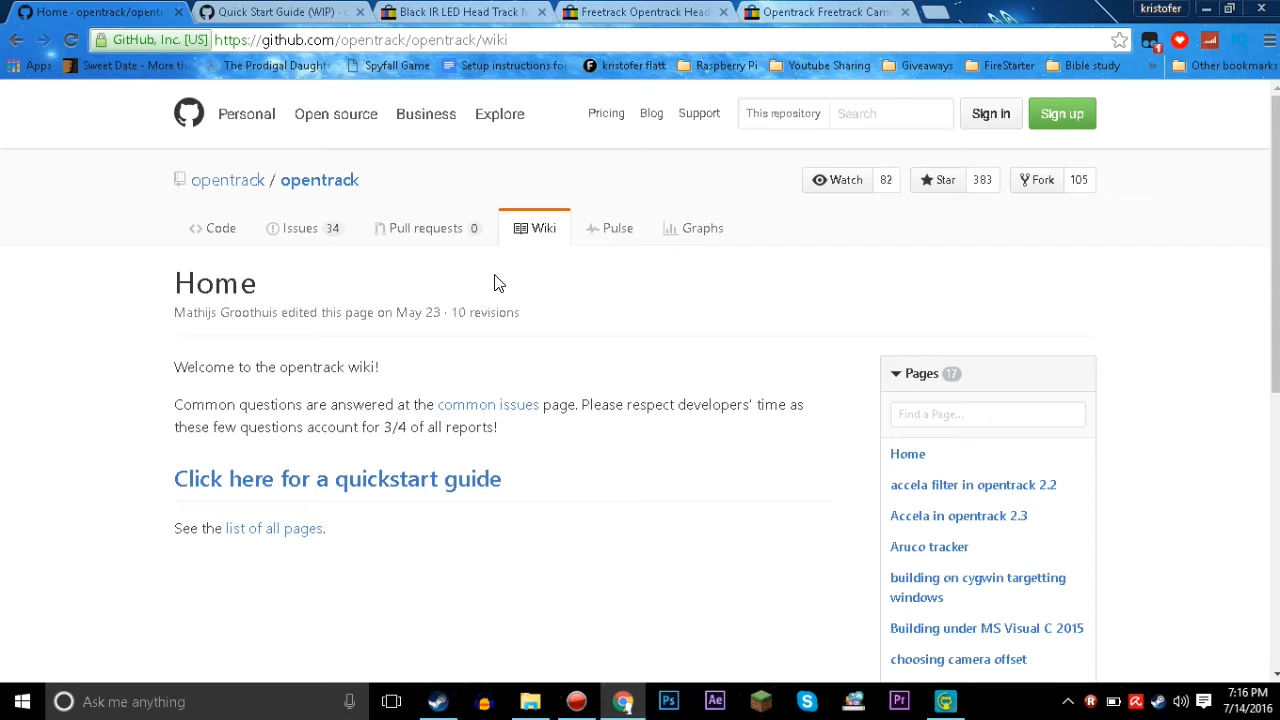 Home - opentrack/opentr
Quick Start Guide (WIP) · c
Black IR LED Head Track M
Freetrack Opentrack Head
Opentrack Freetrack Cam
kristofer
GitHub, Inc. [US]
https://github.com/opentrack/opentrack/wiki
Apps
Sweet Date - More th
The Prodigal Daught
Spyfall Game
Setup instructions fo
kristofer flatt
Raspberry Pi
Youtube Sharing
Giveaways
FireStarter
Bible study
»
Other bookmarks
Personal
Open source
Business
Explore
Pricing
Blog
Support
This repository
Search
Sign in
Sign up
opentrack / opentrack
Watch 82
Star 383
Fork 105
Code
Issues 34
Pull requests 0
Wiki
Pulse
Graphs
Home
Mathijs Groothuis edited this page on May 23 · 10 revisions
Welcome to the opentrack wiki!
Common questions are answered at the common issues page. Please respect developers' time as
these few questions account for 3/4 of all reports!
Click here for a quickstart guide
See the list of all pages.
Pages 17
Find a Page...
Home
accela filter in opentrack 2.2
Accela in opentrack 2.3
Aruco tracker
building on cygwin targetting
windows
Building under MS Visual C 2015
choosing camera offset
Ask me anything
Ps
Ae
Pr
7:16 PM
7/14/2016